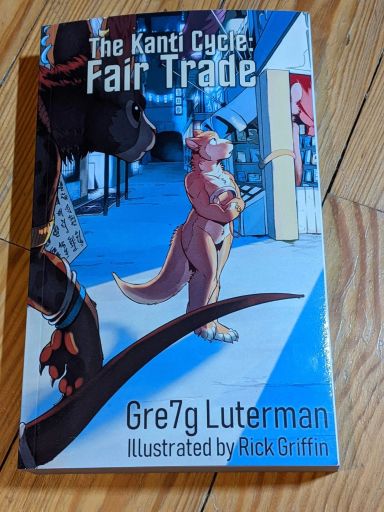 The Kanti Cycle:
Fair Trade
Gre7g Luterman
Illustrated by Rick Griffin